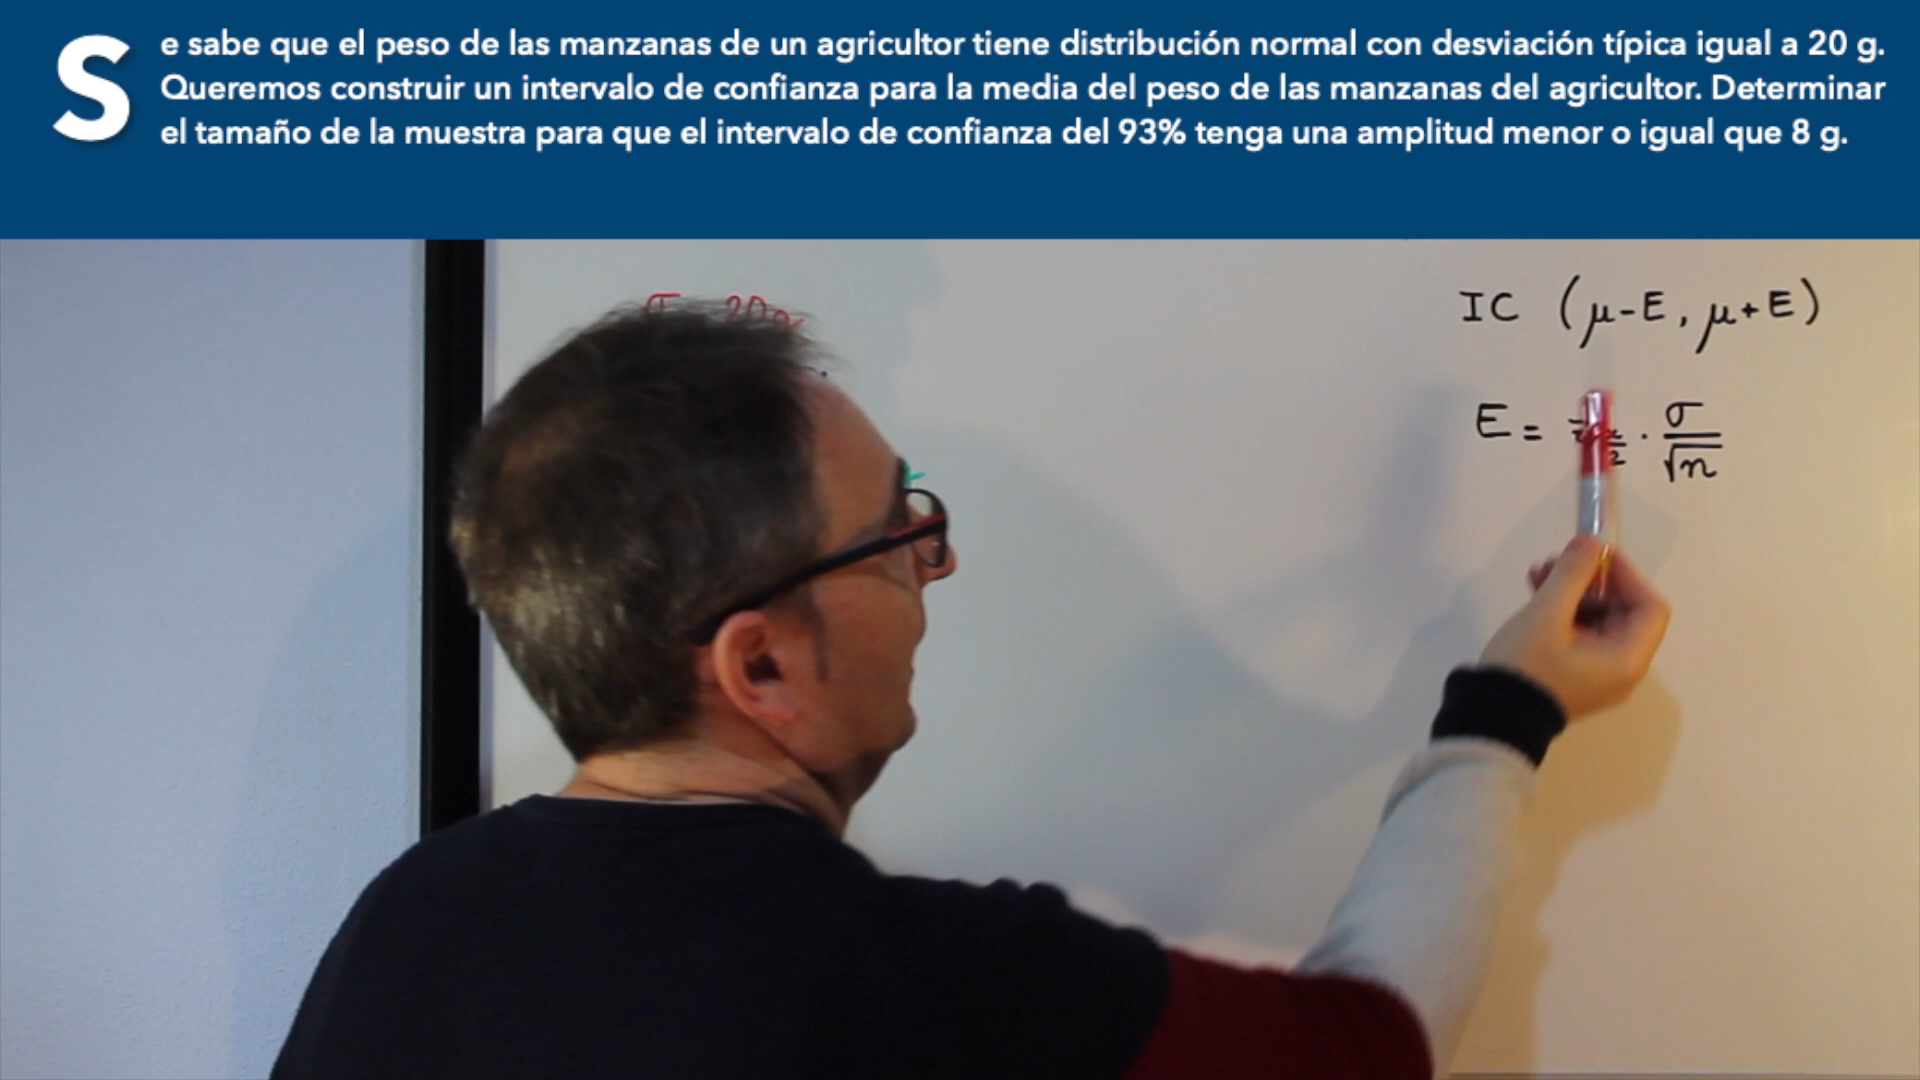 Se sabe que el peso de las manzanas de un agricultor tiene distribución normal con desviación típica igual a 20 g.
Queremos construir un intervalo de confianza para la media del peso de las manzanas del agricultor. Determinar
el tamaño de la muestra para que el intervalo de confianza del 93% tenga una amplitud menor o igual que 8 g.
IC (μ-E, μ+E)
E = · σ/√n